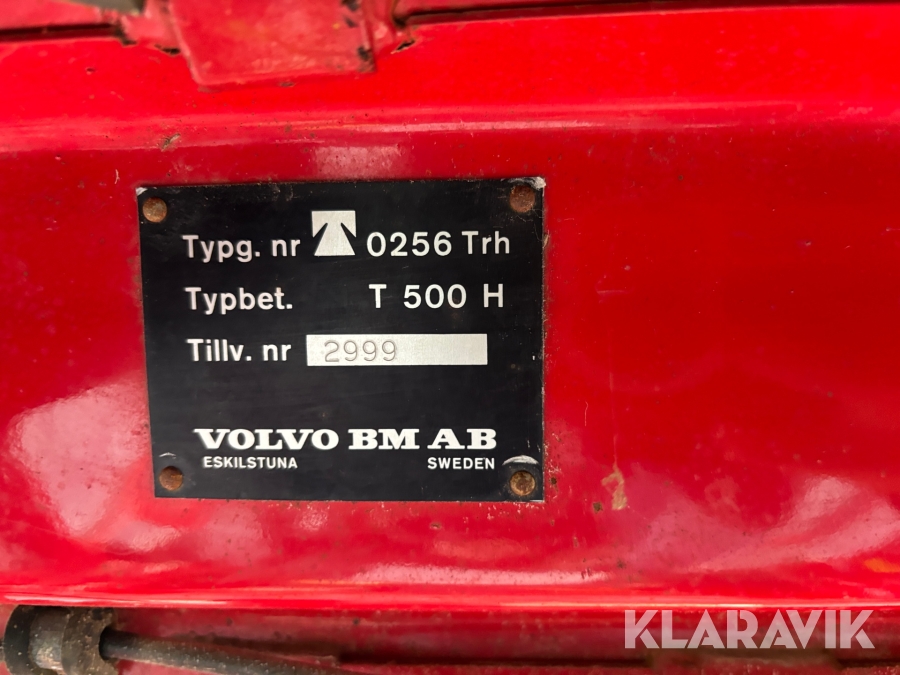 Typg. nr 0256 Trh
Typbet. T 500 H
Tillv. nr 2999
VOLVO BM AB
ESKILSTUNA SWEDEN
KLARAVIK